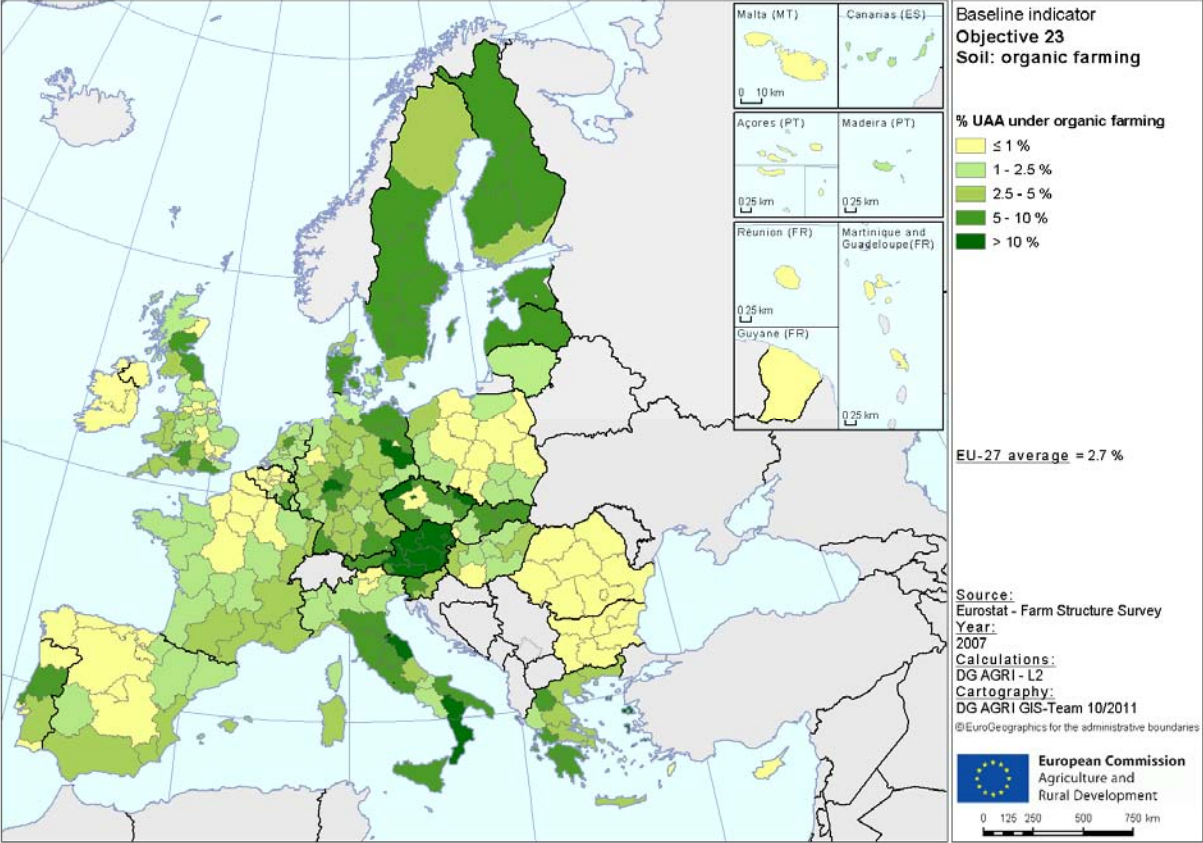 Malta (MT)
0 10 km
Canarias (ES)
Açores (PT)
0 25 km
Madeira (PT)
0 25 km
Réunion (FR)
0 25 km
Martinique and
Guadeloupe(FR)
0 25 km
Guyane (FR)
Baseline indicator
Objective 23
Soil: organic farming
% UAA under organic farming
≤ 1 %
1 - 2.5 %
2.5 - 5 %
5 - 10 %
> 10 %
EU-27 average = 2.7 %
Source:
Eurostat - Farm Structure Survey
Year:
2007
Calculations:
DG AGRI - L2
Cartography:
DG AGRI GIS-Team 10/2011
©EuroGeographics for the administrative boundaries
European Commission
Agriculture and
Rural Development
0 125 250 500 750 km